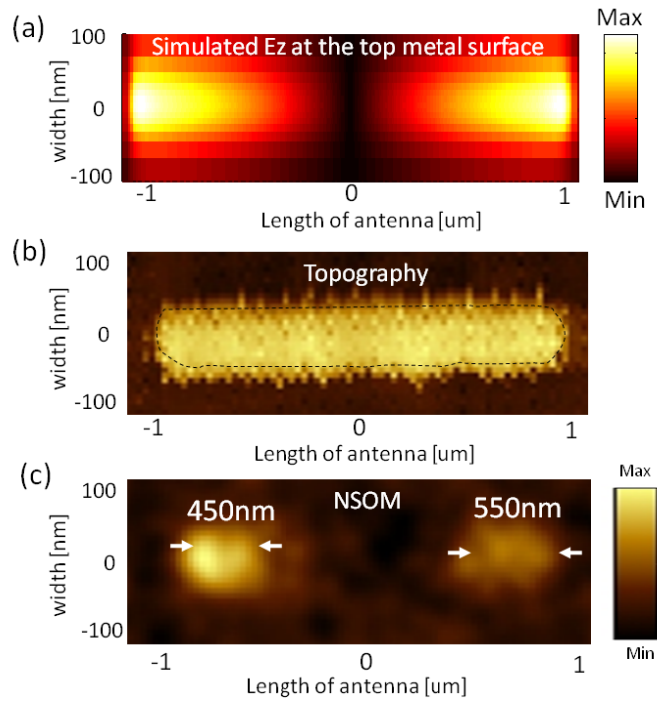 (a)
Simulated Ez at the top metal surface
Max
Min
100
0
-100
width [nm]
-1 0 1
Length of antenna [um]
(b)
Topography
100
0
-100
width [nm]
-1 0 1
Length of antenna [um]
(c)
NSOM
450nm
550nm
Max
Min
100
0
-100
width [nm]
-1 0 1
Length of antenna [um]